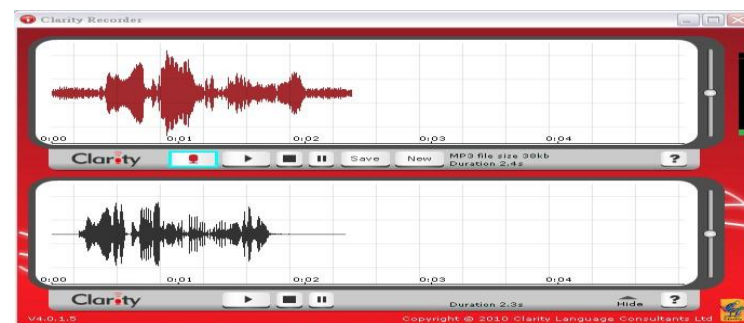 Clarity Recorder
0:00 0:01 0:02 0:03 0:04
Clarity Save New MP3 file size 38kb ?
Duration 2.4s
0:00 0:01 0:02 0:03 0:04
Clarity Duration 2.3s Hide ?
V4.0.1.5 Copyright © 2010 Clarity Language Consultants Ltd